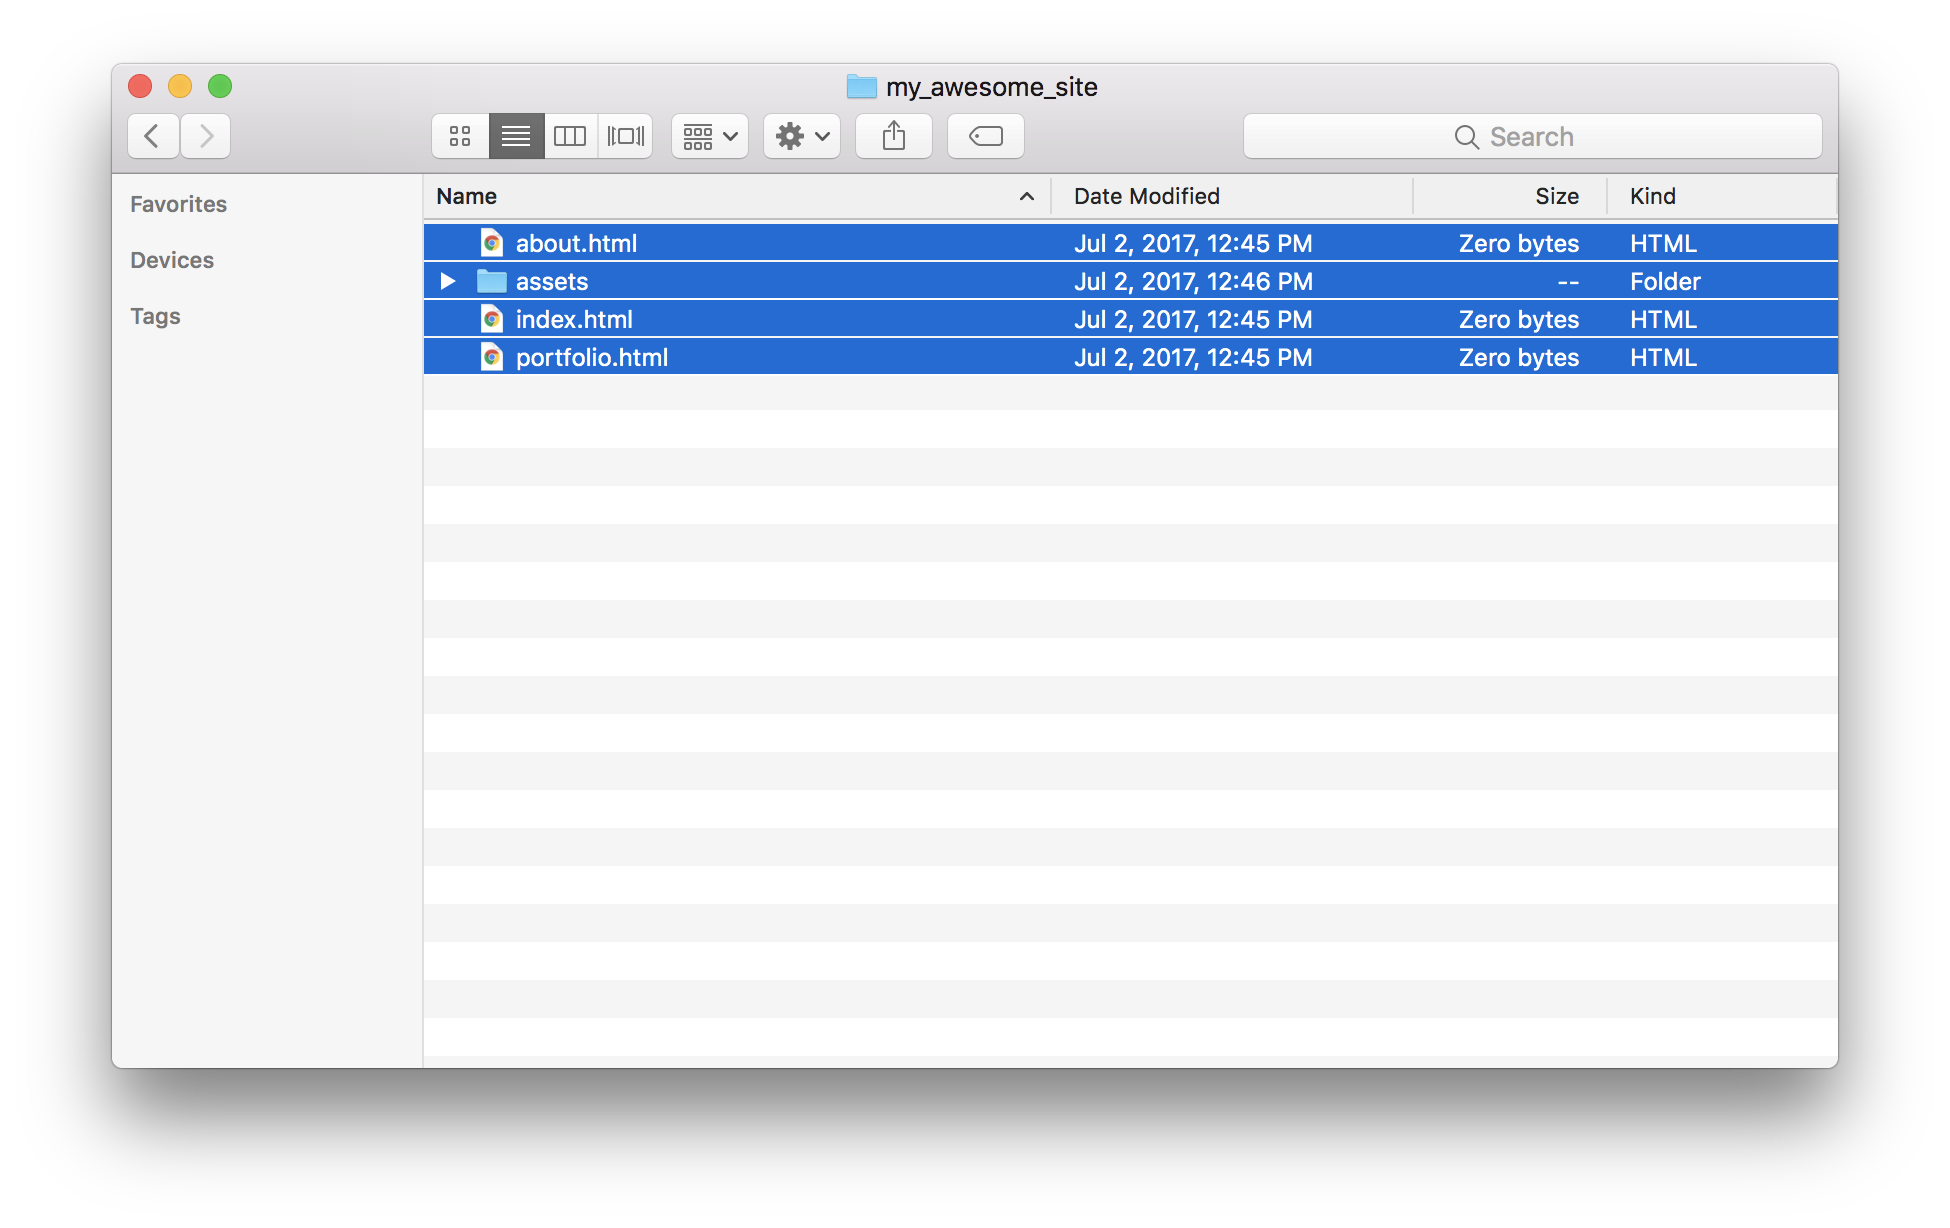 my_awesome_site
Search
Favorites
Devices
Tags
Name Date Modified Size Kind
about.html Jul 2, 2017, 12:45 PM Zero bytes HTML
assets Jul 2, 2017, 12:46 PM -- Folder
index.html Jul 2, 2017, 12:45 PM Zero bytes HTML
portfolio.html Jul 2, 2017, 12:45 PM Zero bytes HTML